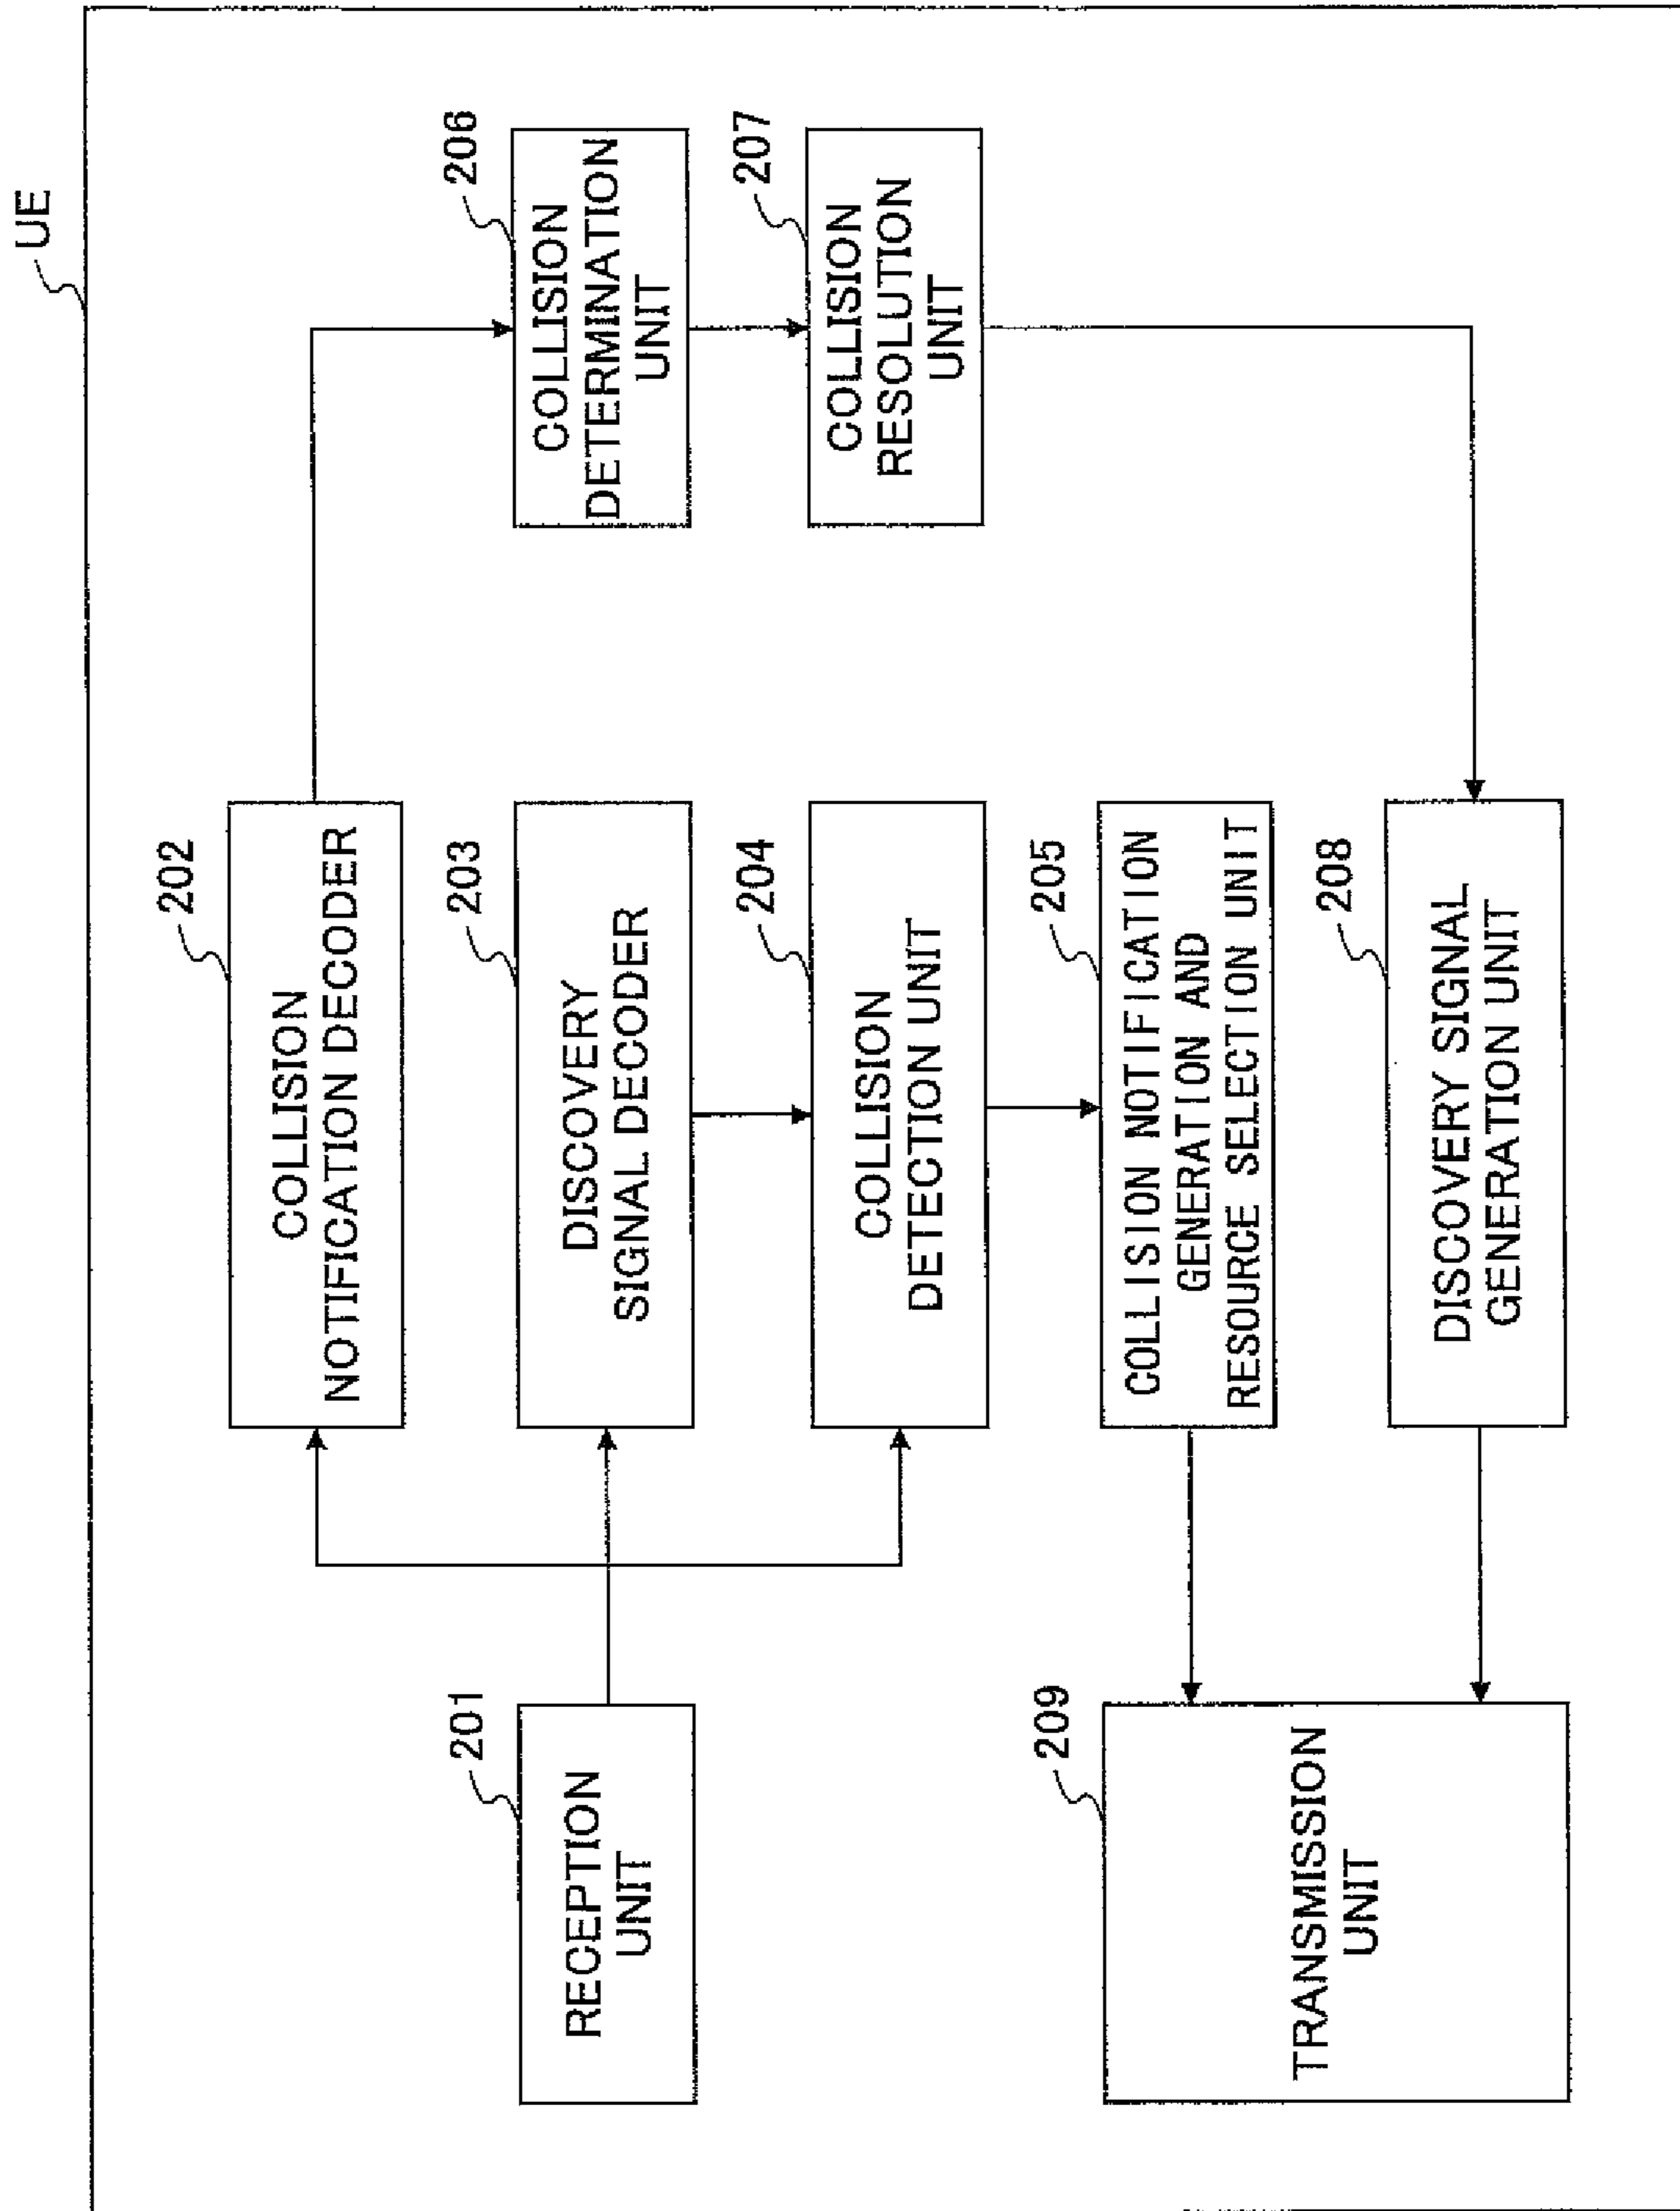 UE
202
COLLISION
NOTIFICATION DECODER
201
RECEPTION
UNIT
203
DISCOVERY
SIGNAL DECODER
206
COLLISION
DETERMINATION
UNIT
204
COLLISION
DETECTION UNIT
207
COLLISION
RESOLUTION
UNIT
209
TRANSMISSION
UNIT
205
COLLISION NOTIFICATION
GENERATION AND
RESOURCE SELECTION UNIT
208
DISCOVERY SIGNAL
GENERATION UNIT